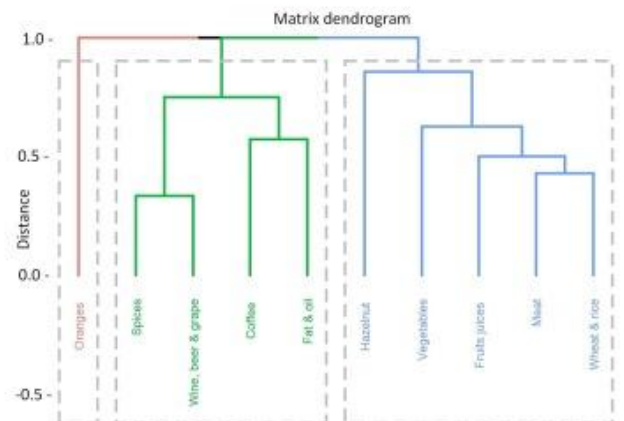 Matrix dendrogram
1.0 -
0.5 -
0.0 -
-0.5 -
Distance
Oranges
Spices
Wine, beer & grape
Coffee
Fat & oil
Hazelnut
Vegetables
Fruits juices
Meat
Wheat & rice